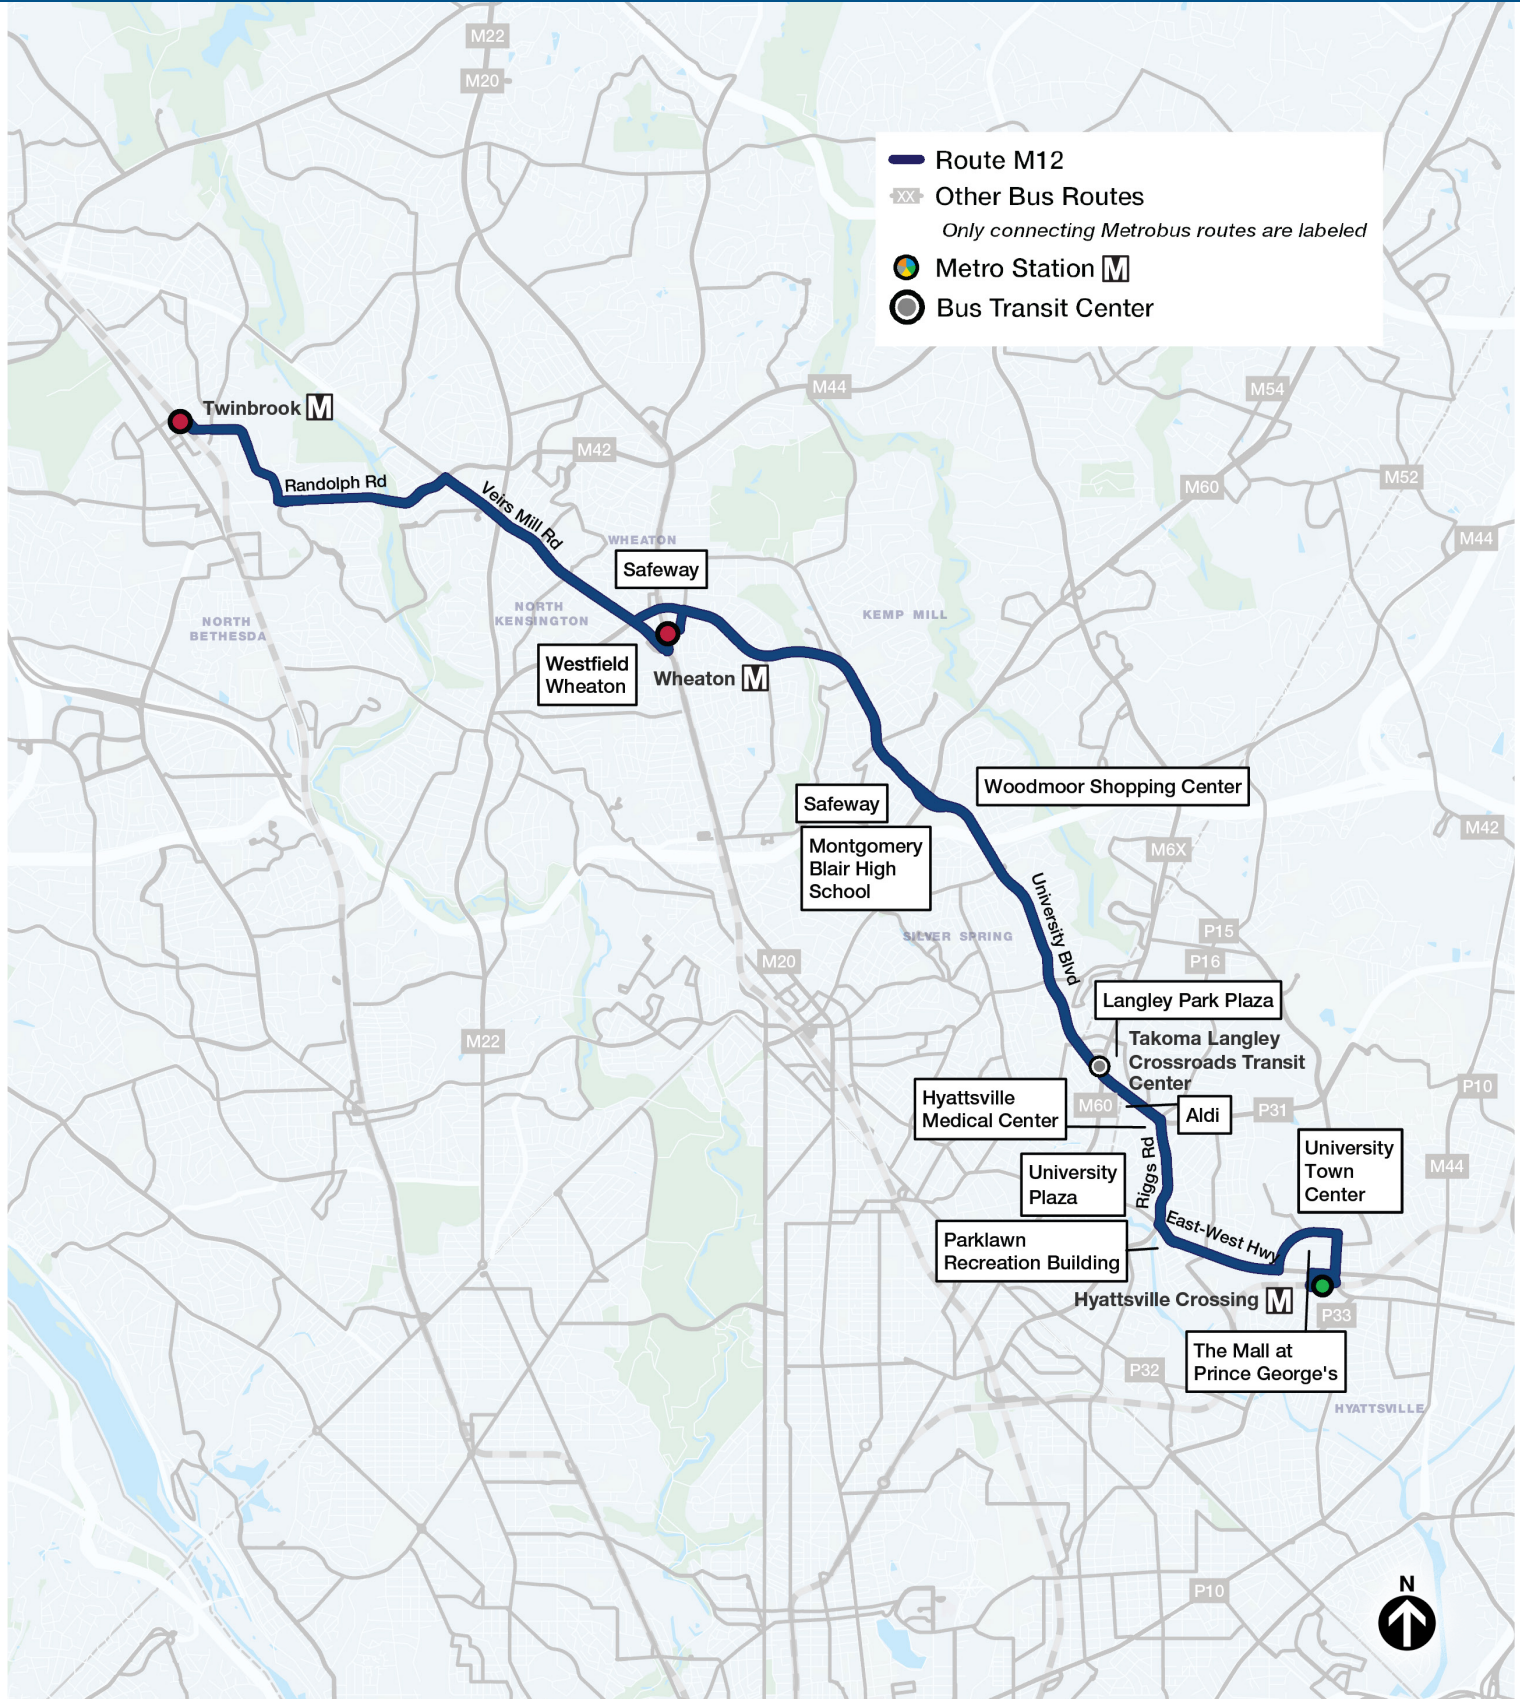 M22
M20
Route M12
XX
Other Bus Routes
Only connecting Metrobus routes are labeled
Metro Station M
Bus Transit Center
M44
M54
Twinbrook M
M42
M52
Randolph Rd
M60
Veirs Mill Rd
M44
WHEATON
Safeway
NORTH
KENSINGTON
KEMP MILL
NORTH
BETHESDA
Westfield
Wheaton
Wheaton M
Woodmoor Shopping Center
Safeway
M42
Montgomery
Blair High
School
M6X
University Blvd
P15
SILVER SPRING
M20
P16
Langley Park Plaza
M22
Takoma Langley
Crossroads Transit
Center
P10
Hyattsville
Medical Center
M60
Aldi
P31
University
Town
Center
M44
Riggs Rd
University
Plaza
East-West Hwy
Parklawn
Recreation Building
Hyattsville Crossing M
P33
The Mall at
Prince George's
P32
HYATTSVILLE
P10
N